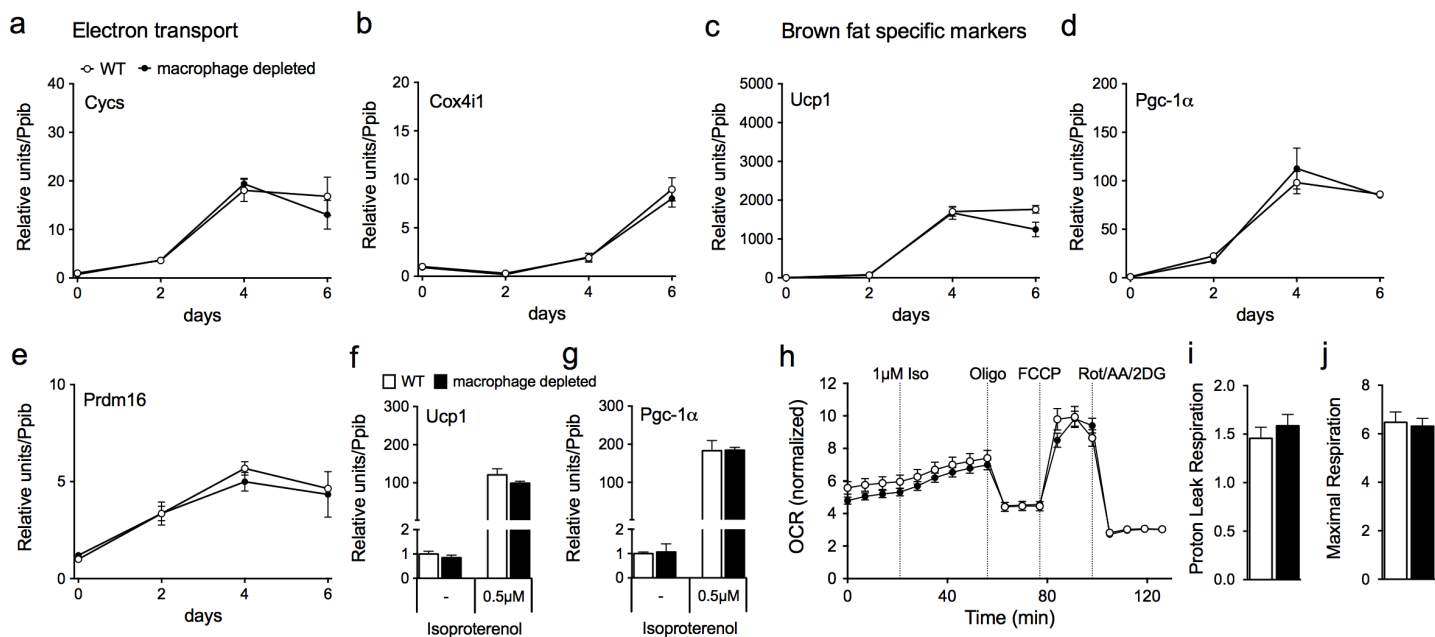 a Electron transport
WT macrophage depleted
Cycs
Relative units/Ppib
40
30
20
10
0
0 2 4 6
days
b
Cox4i1
Relative units/Ppib
20
15
10
5
0
0 2 4 6
days
c Brown fat specific markers
Ucp1
Relative units/Ppib
5000
4000
3000
2000
1000
0
0 2 4 6
days
d
Pgc-1α
Relative units/Ppib
200
150
100
50
0
0 2 4 6
days
e
Prdm16
Relative units/Ppib
10
5
0
0 2 4 6
days
f g
WT macrophage depleted
Ucp1
Relative units/Ppib
300
200
100
2
1
0
- 0.5µM
Isoproterenol
Pgc-1α
Relative units/Ppib
300
200
100
2
1
0
- 0.5µM
Isoproterenol
h
1µM Iso Oligo FCCP Rot/AA/2DG
OCR (normalized)
12
10
8
6
4
2
0
0 40 80 120
Time (min)
i
Proton Leak Respiration
2.0
1.5
1.0
0.5
0.0
j
Maximal Respiration
8
6
4
2
0